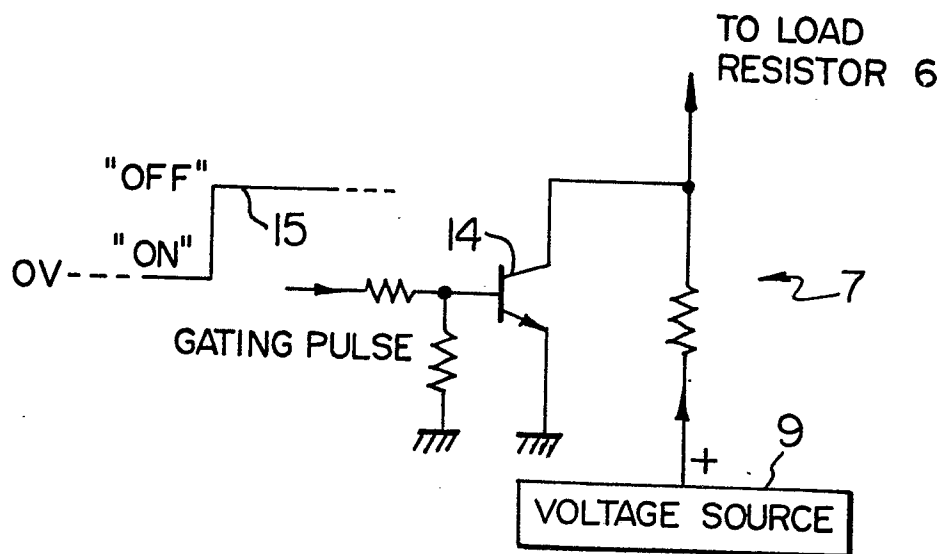 TO LOAD
RESISTOR 6
"OFF"
15
"ON"
0V
14
7
GATING PULSE
+
9
VOLTAGE SOURCE